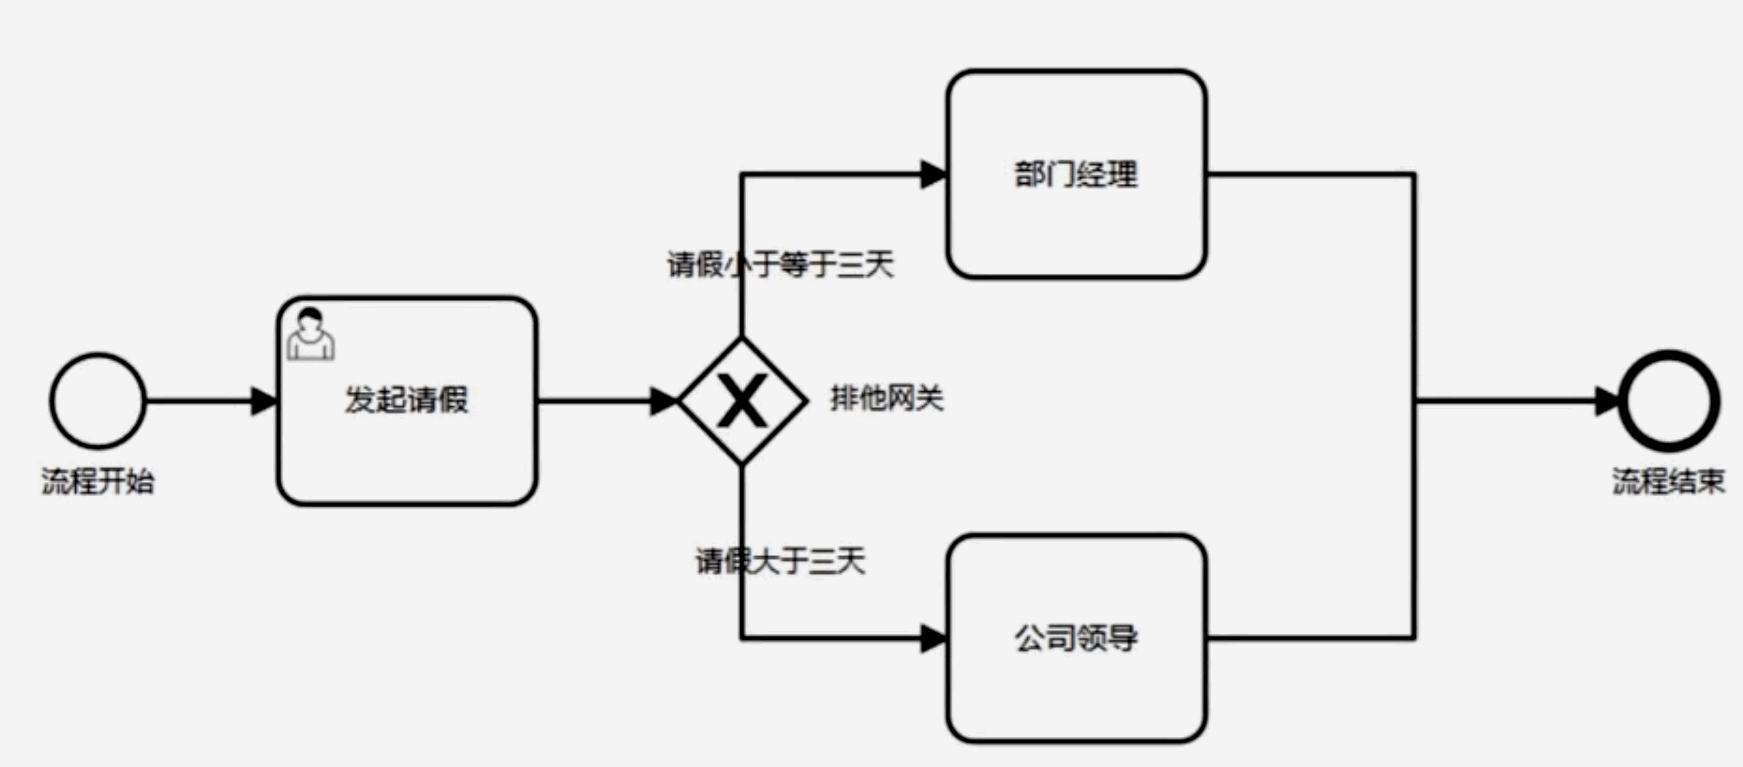 部门经理
请假小于等于三天
发起请假
排他网关
流程开始
流程结束
请假大于三天
公司领导